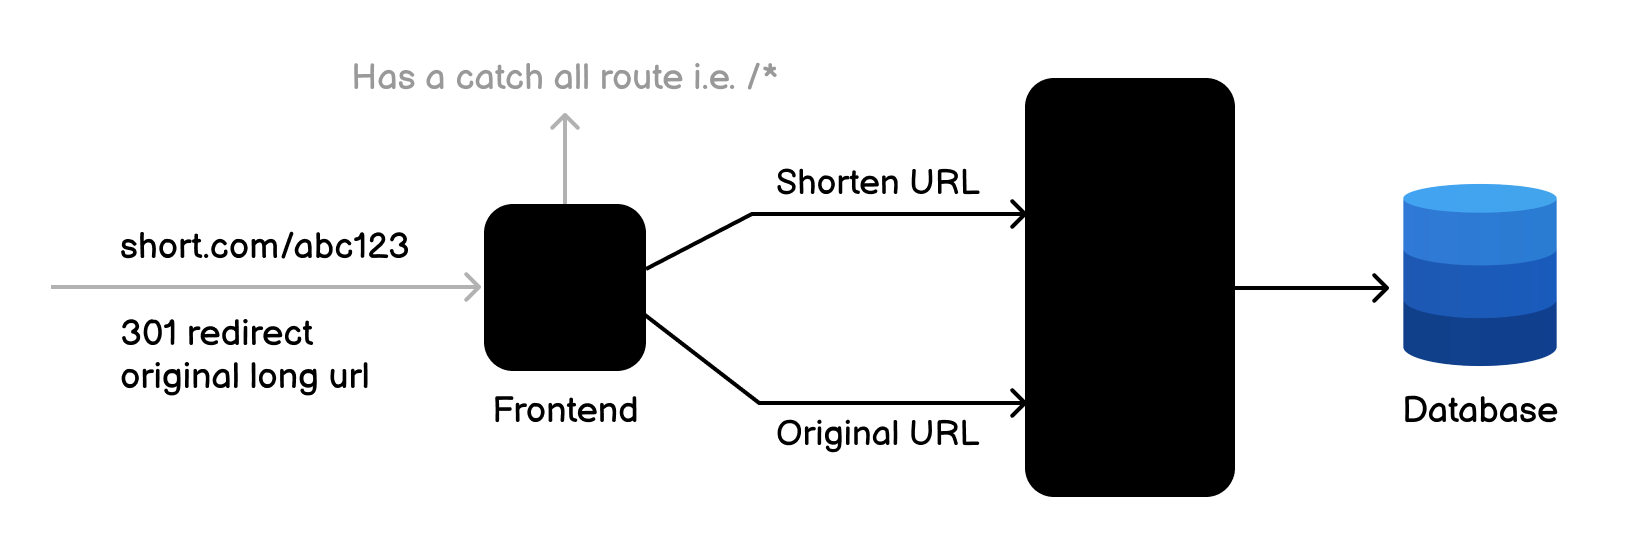 Has a catch all route i.e. /*
Shorten URL
short.com/abc123
301 redirect
original long url
Frontend
Original URL
Database